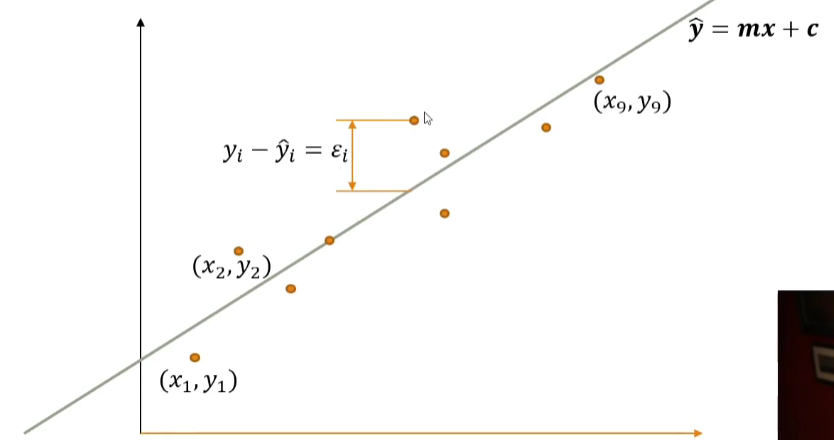 ŷ = mx + c
(x₉, y₉)
yᵢ − ŷᵢ = εᵢ
(x₂, y₂)
(x₁, y₁)